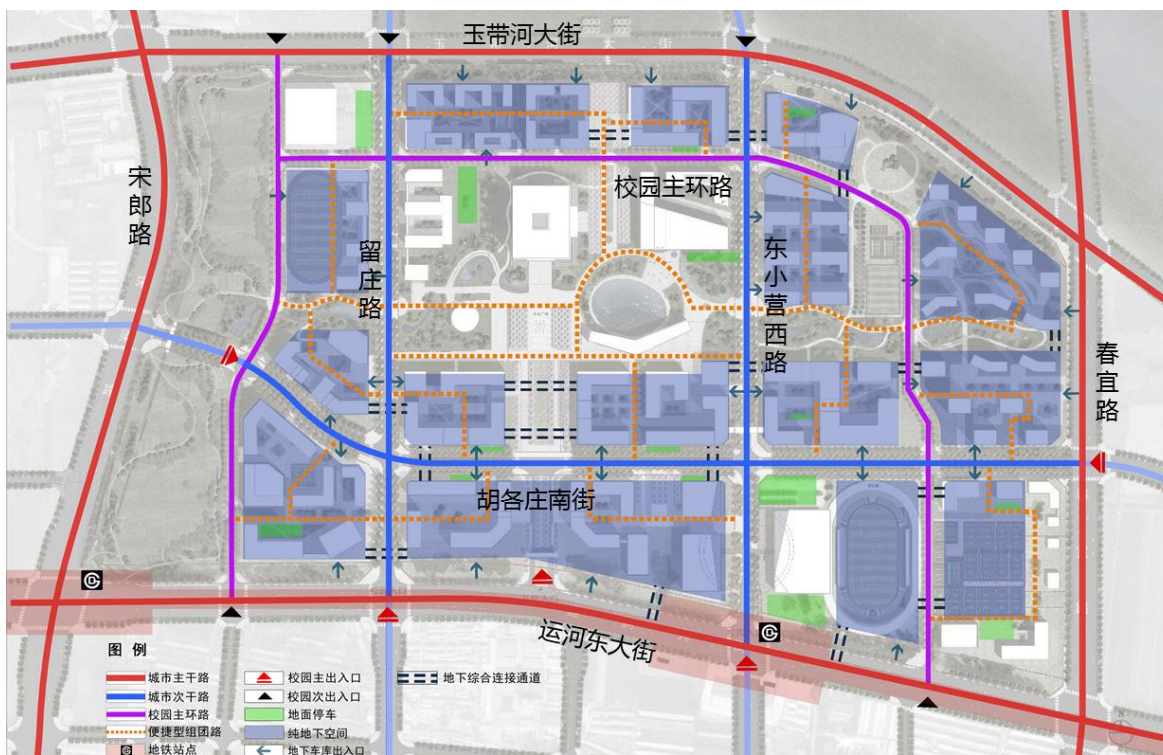 玉带河大街
宋郎路
校园主环路
留庄路
东小营西路
春宜路
胡各庄南街
运河东大街
图例
城市主干路
校园主出入口
地下综合连接通道
城市次干路
校园次出入口
校园主环路
地面停车
便捷型组团路
纯地下空间
地铁站点
地下车库出入口